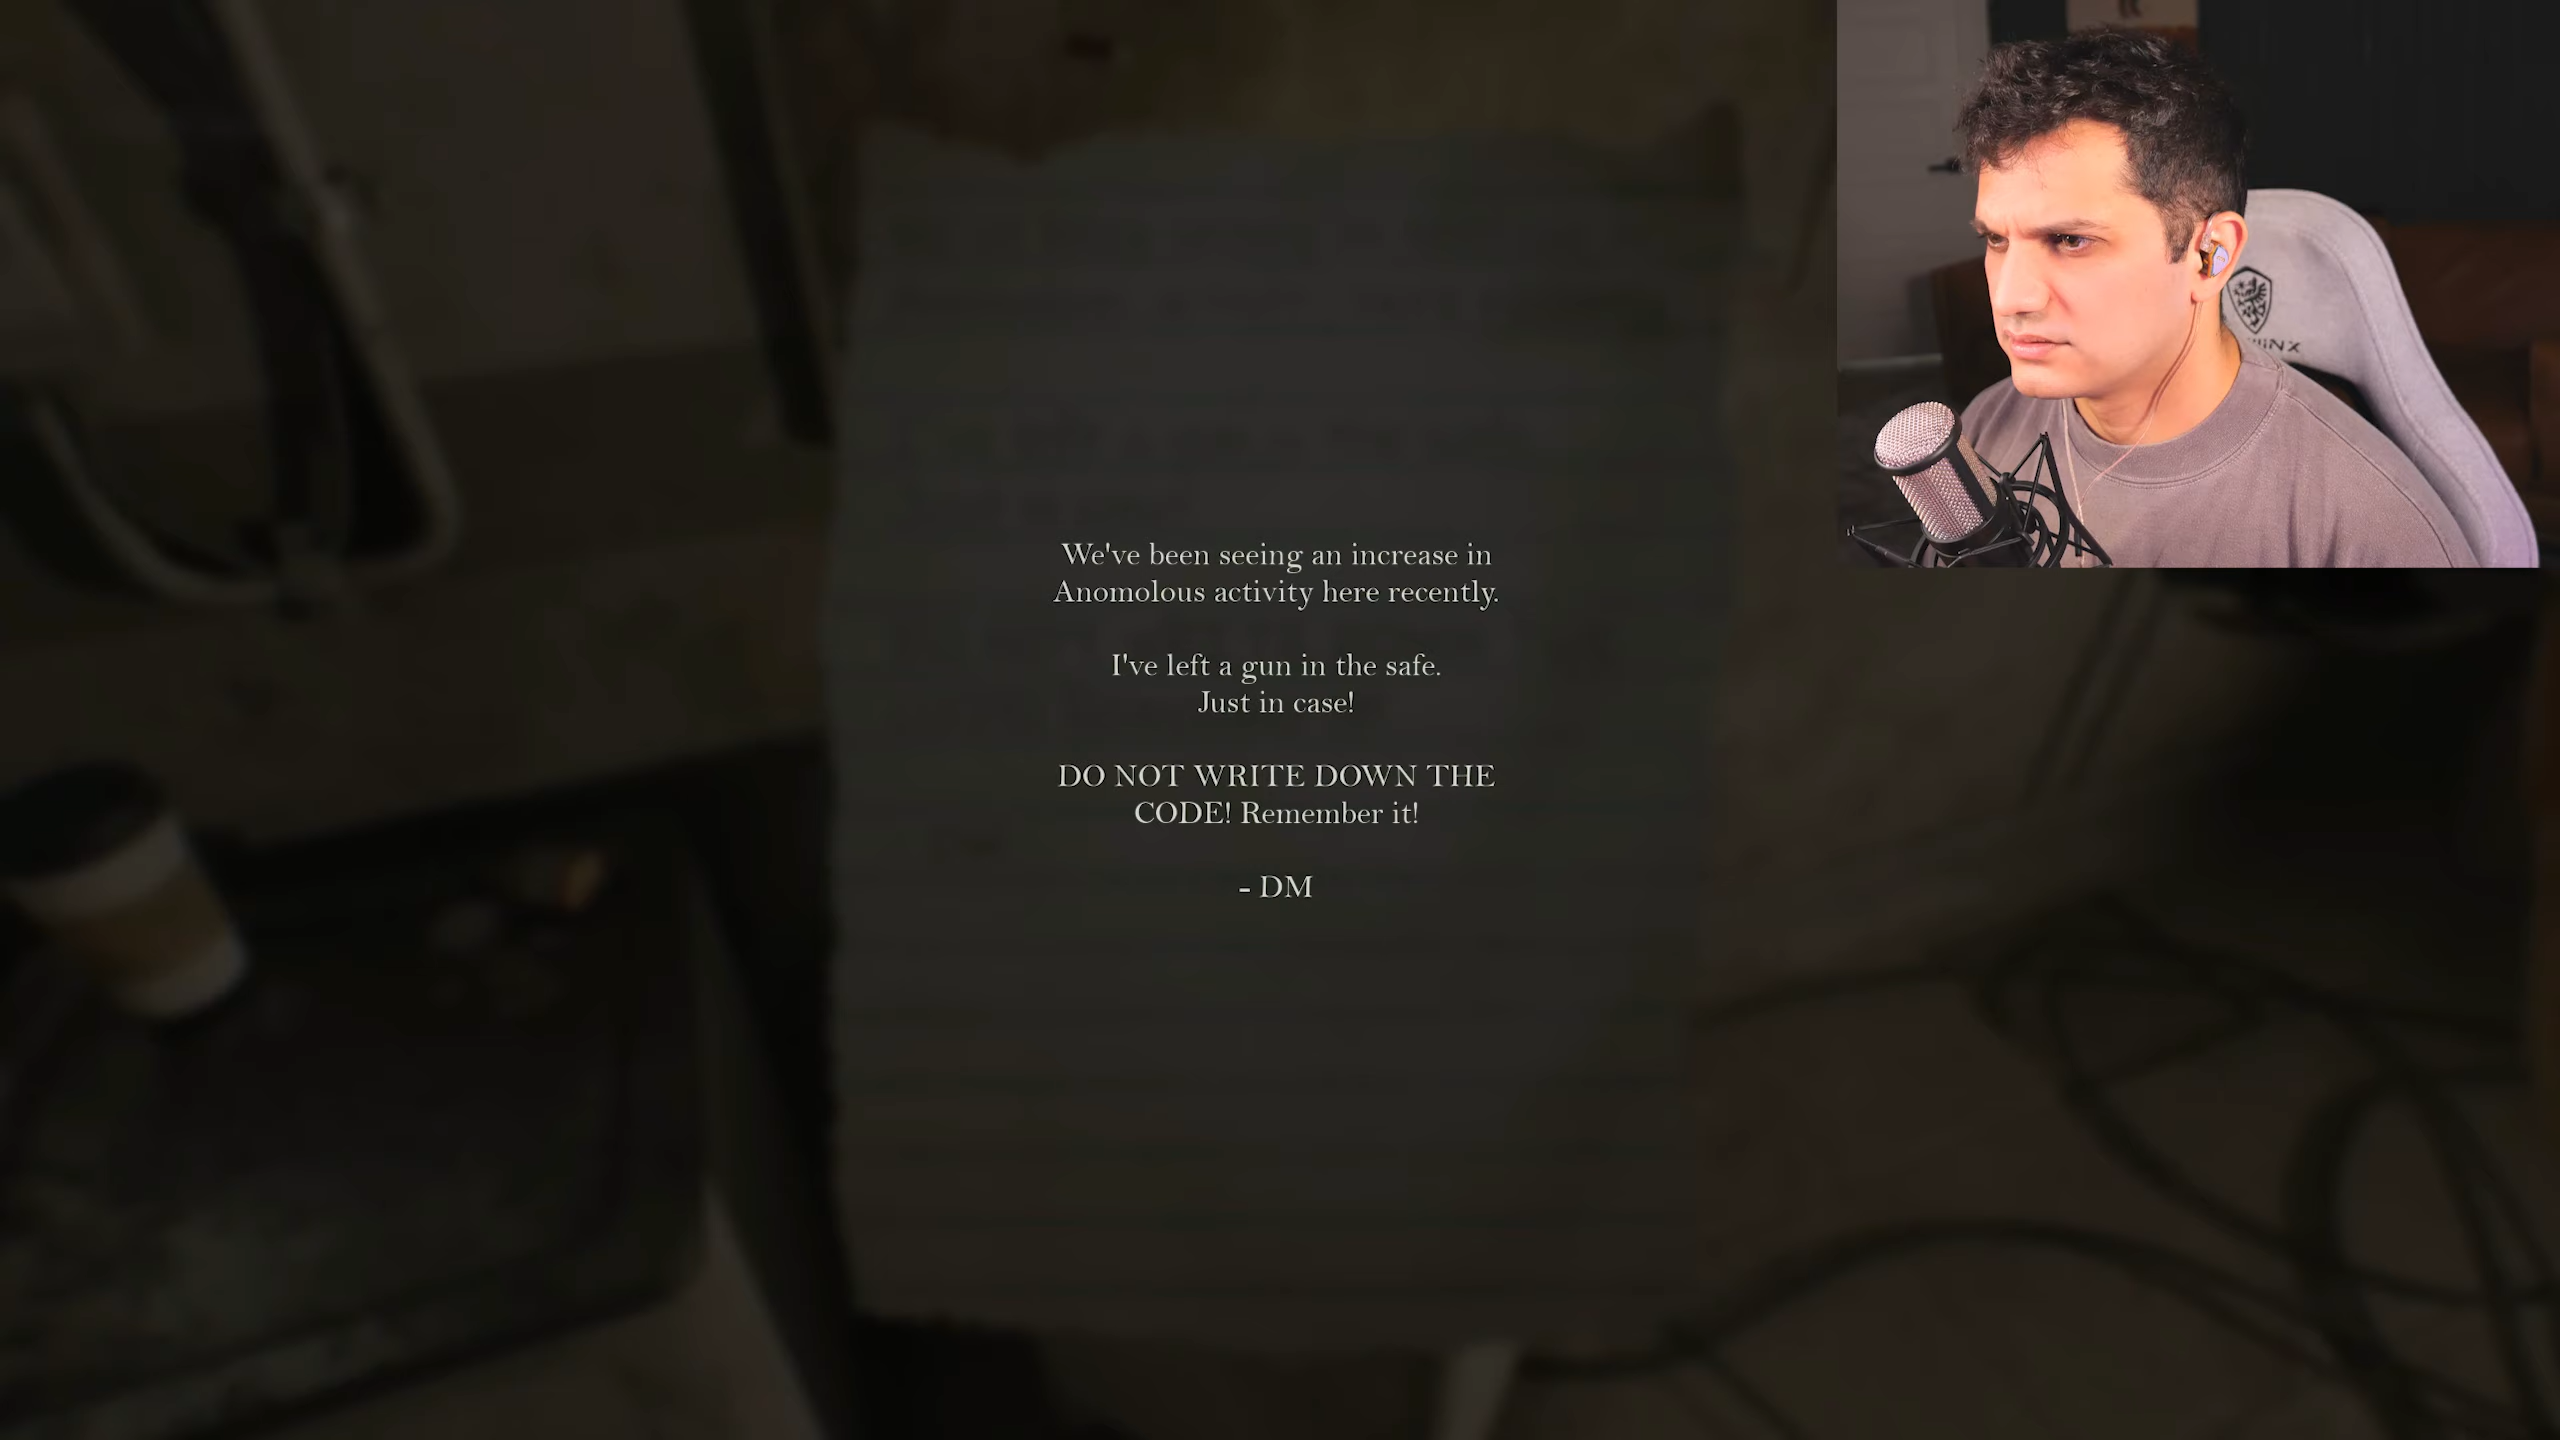 We've been seeing an increase in
Anomolous activity here recently.
I've left a gun in the safe.
Just in case!
DO NOT WRITE DOWN THE
CODE! Remember it!
- DM